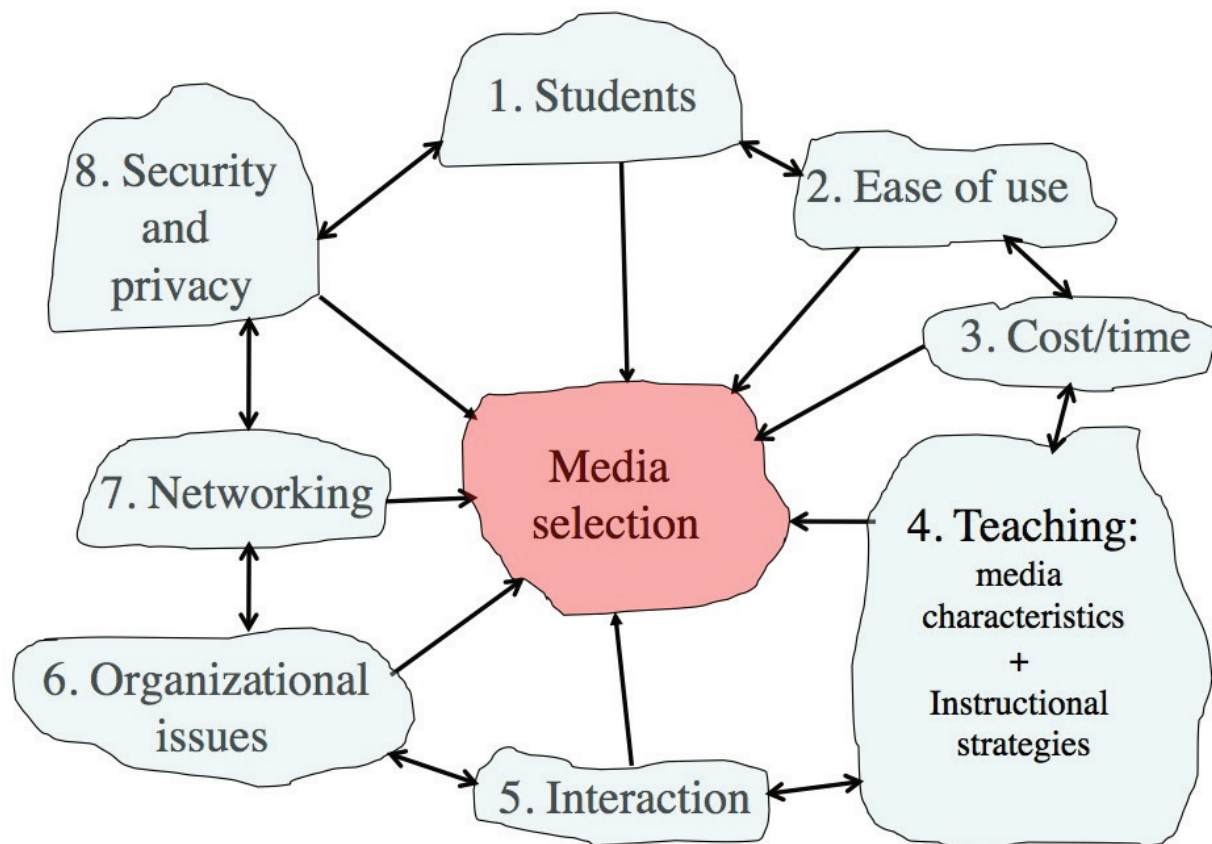 1. Students
2. Ease of use
3. Cost/time
4. Teaching:
media
characteristics
+
Instructional
strategies
5. Interaction
6. Organizational
issues
7. Networking
8. Security
and
privacy
Media
selection